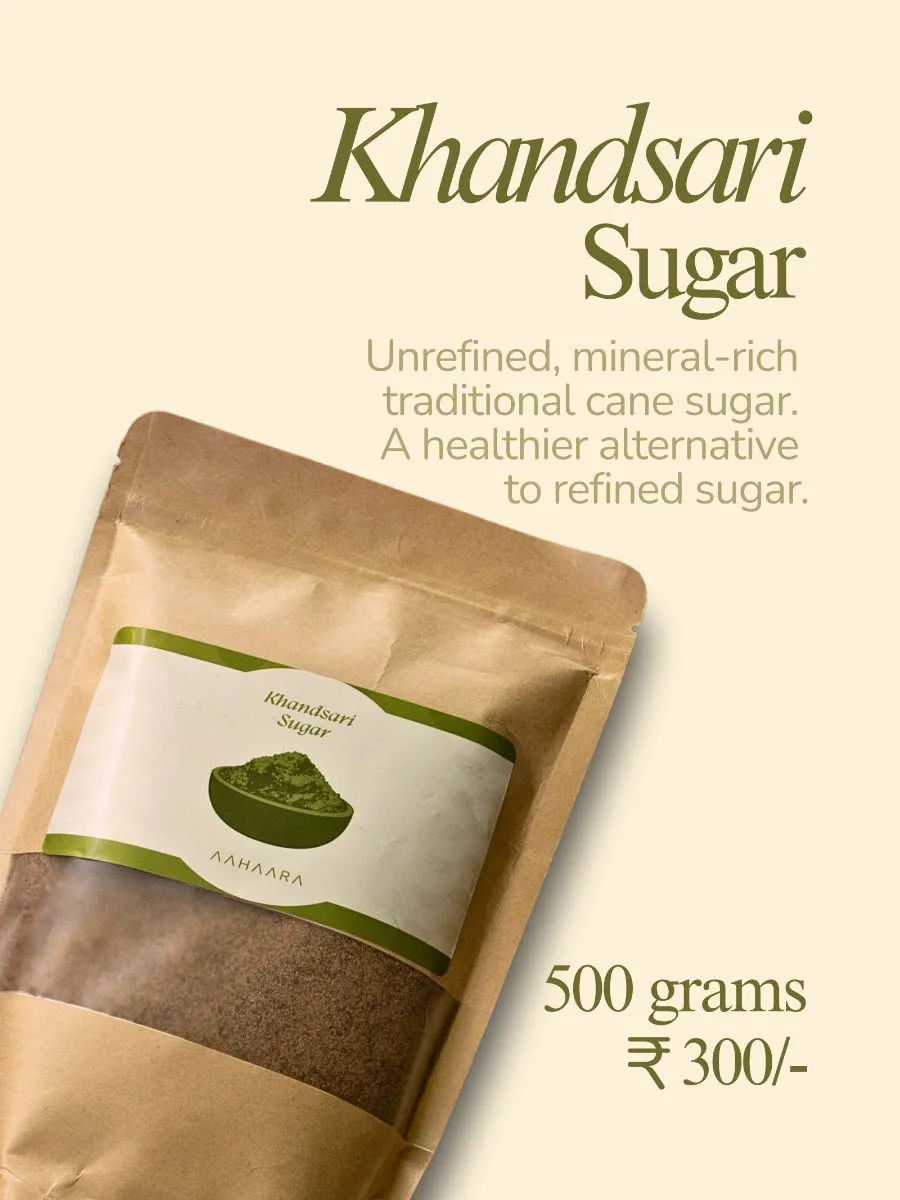 Khandsari
Sugar
Unrefined, mineral-rich
traditional cane sugar.
A healthier alternative
to refined sugar.
Khandsari
Sugar
AAHAARA
500 grams
₹ 300/-